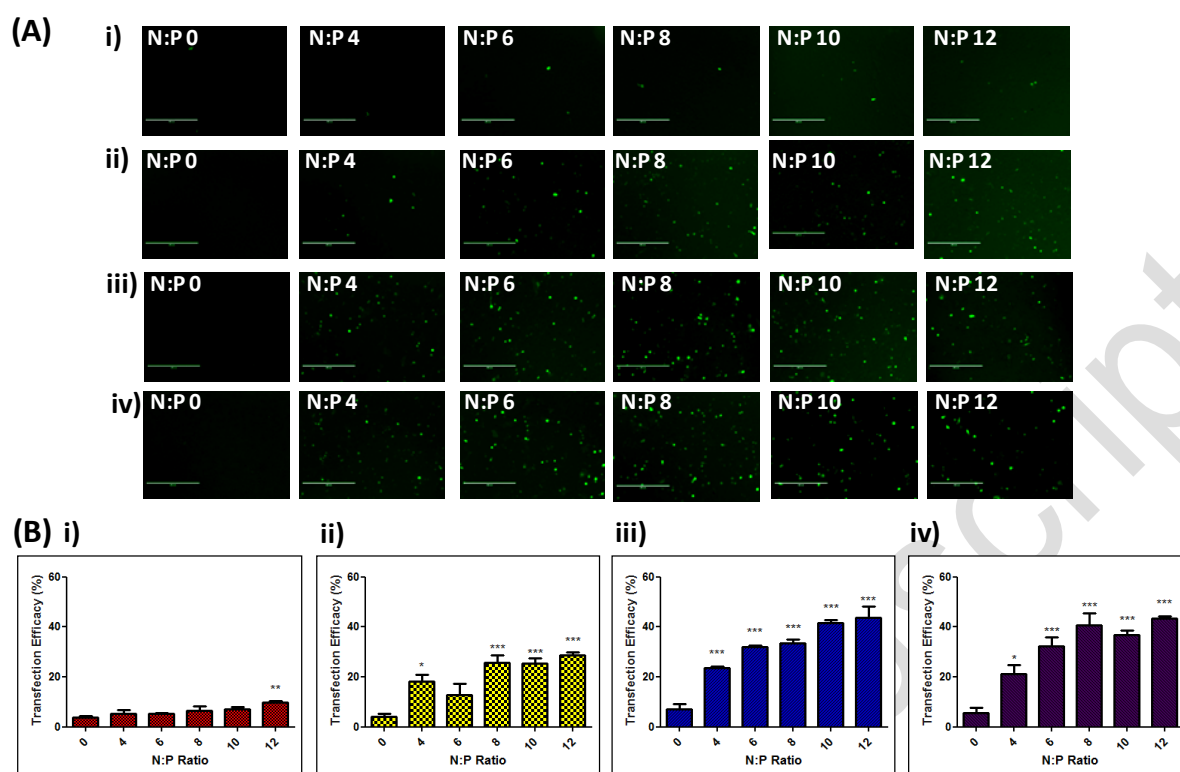 (A) i) N:P 0 N:P 4 N:P 6 N:P 8 N:P 10 N:P 12
ii) N:P 0 N:P 4 N:P 6 N:P 8 N:P 10 N:P 12
iii) N:P 0 N:P 4 N:P 6 N:P 8 N:P 10 N:P 12
iv) N:P 0 N:P 4 N:P 6 N:P 8 N:P 10 N:P 12
(B) i) ii) iii) iv)
Transfection Efficacy (%)
60
40
20
0
**
0 4 6 8 10 12
N:P Ratio
Transfection Efficacy (%)
60
40
20
0
* *** *** ***
0 4 6 8 10 12
N:P Ratio
Transfection Efficacy (%)
60
40
20
0
*** *** *** *** ***
0 4 6 8 10 12
N:P Ratio
Transfection Efficacy (%)
60
40
20
0
* *** *** *** ***
0 4 6 8 10 12
N:P Ratio
script